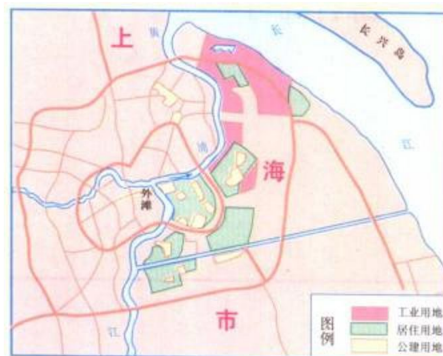 上
海
市
黄
浦
江
长
江
长兴岛
外滩
图例
工业用地
居住用地
公建用地